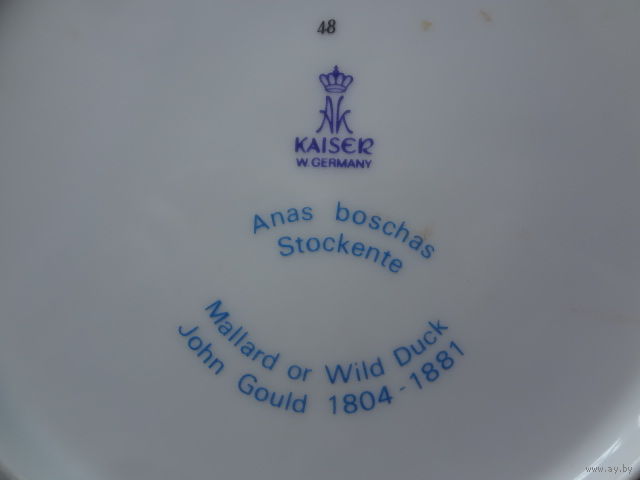 48
AK
KAISER
W. GERMANY
Anas boschas
Stockente
Mallard or Wild Duck
John Gould 1804-1881
www.ay.by